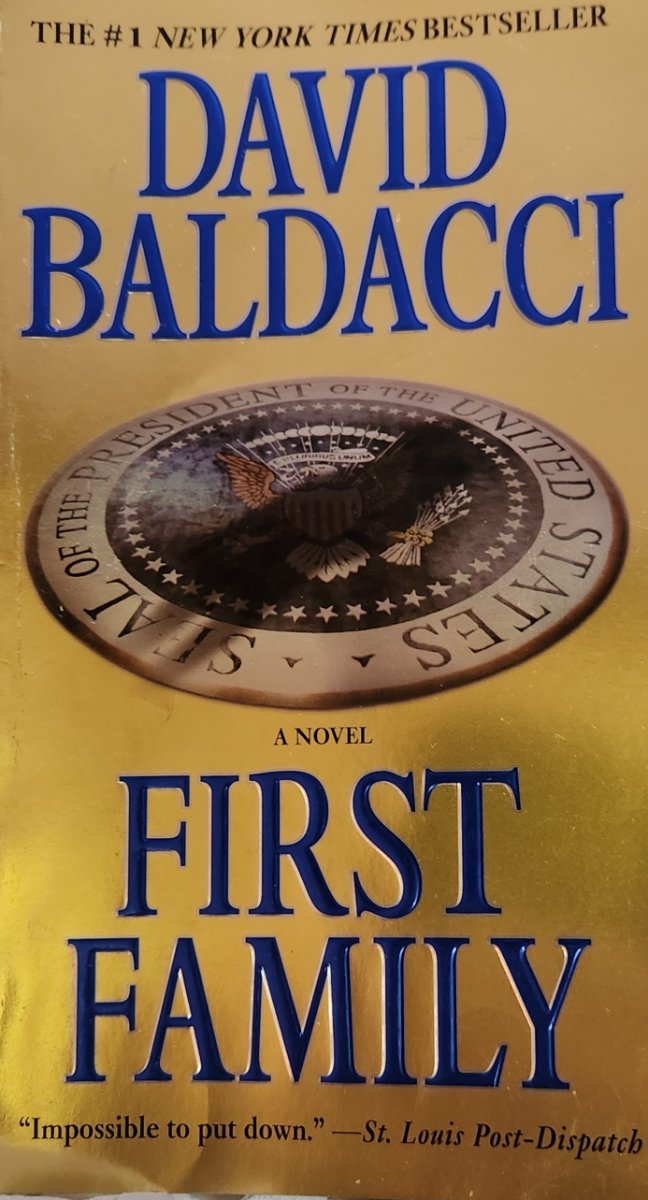 THE #1 NEW YORK TIMES BESTSELLER
DAVID
BALDACCI
SEAL OF THE PRESIDENT OF THE UNITED STATES
E PLURIBUS UNUM
A NOVEL
FIRST
FAMILY
“Impossible to put down.” —St. Louis Post-Dispatch